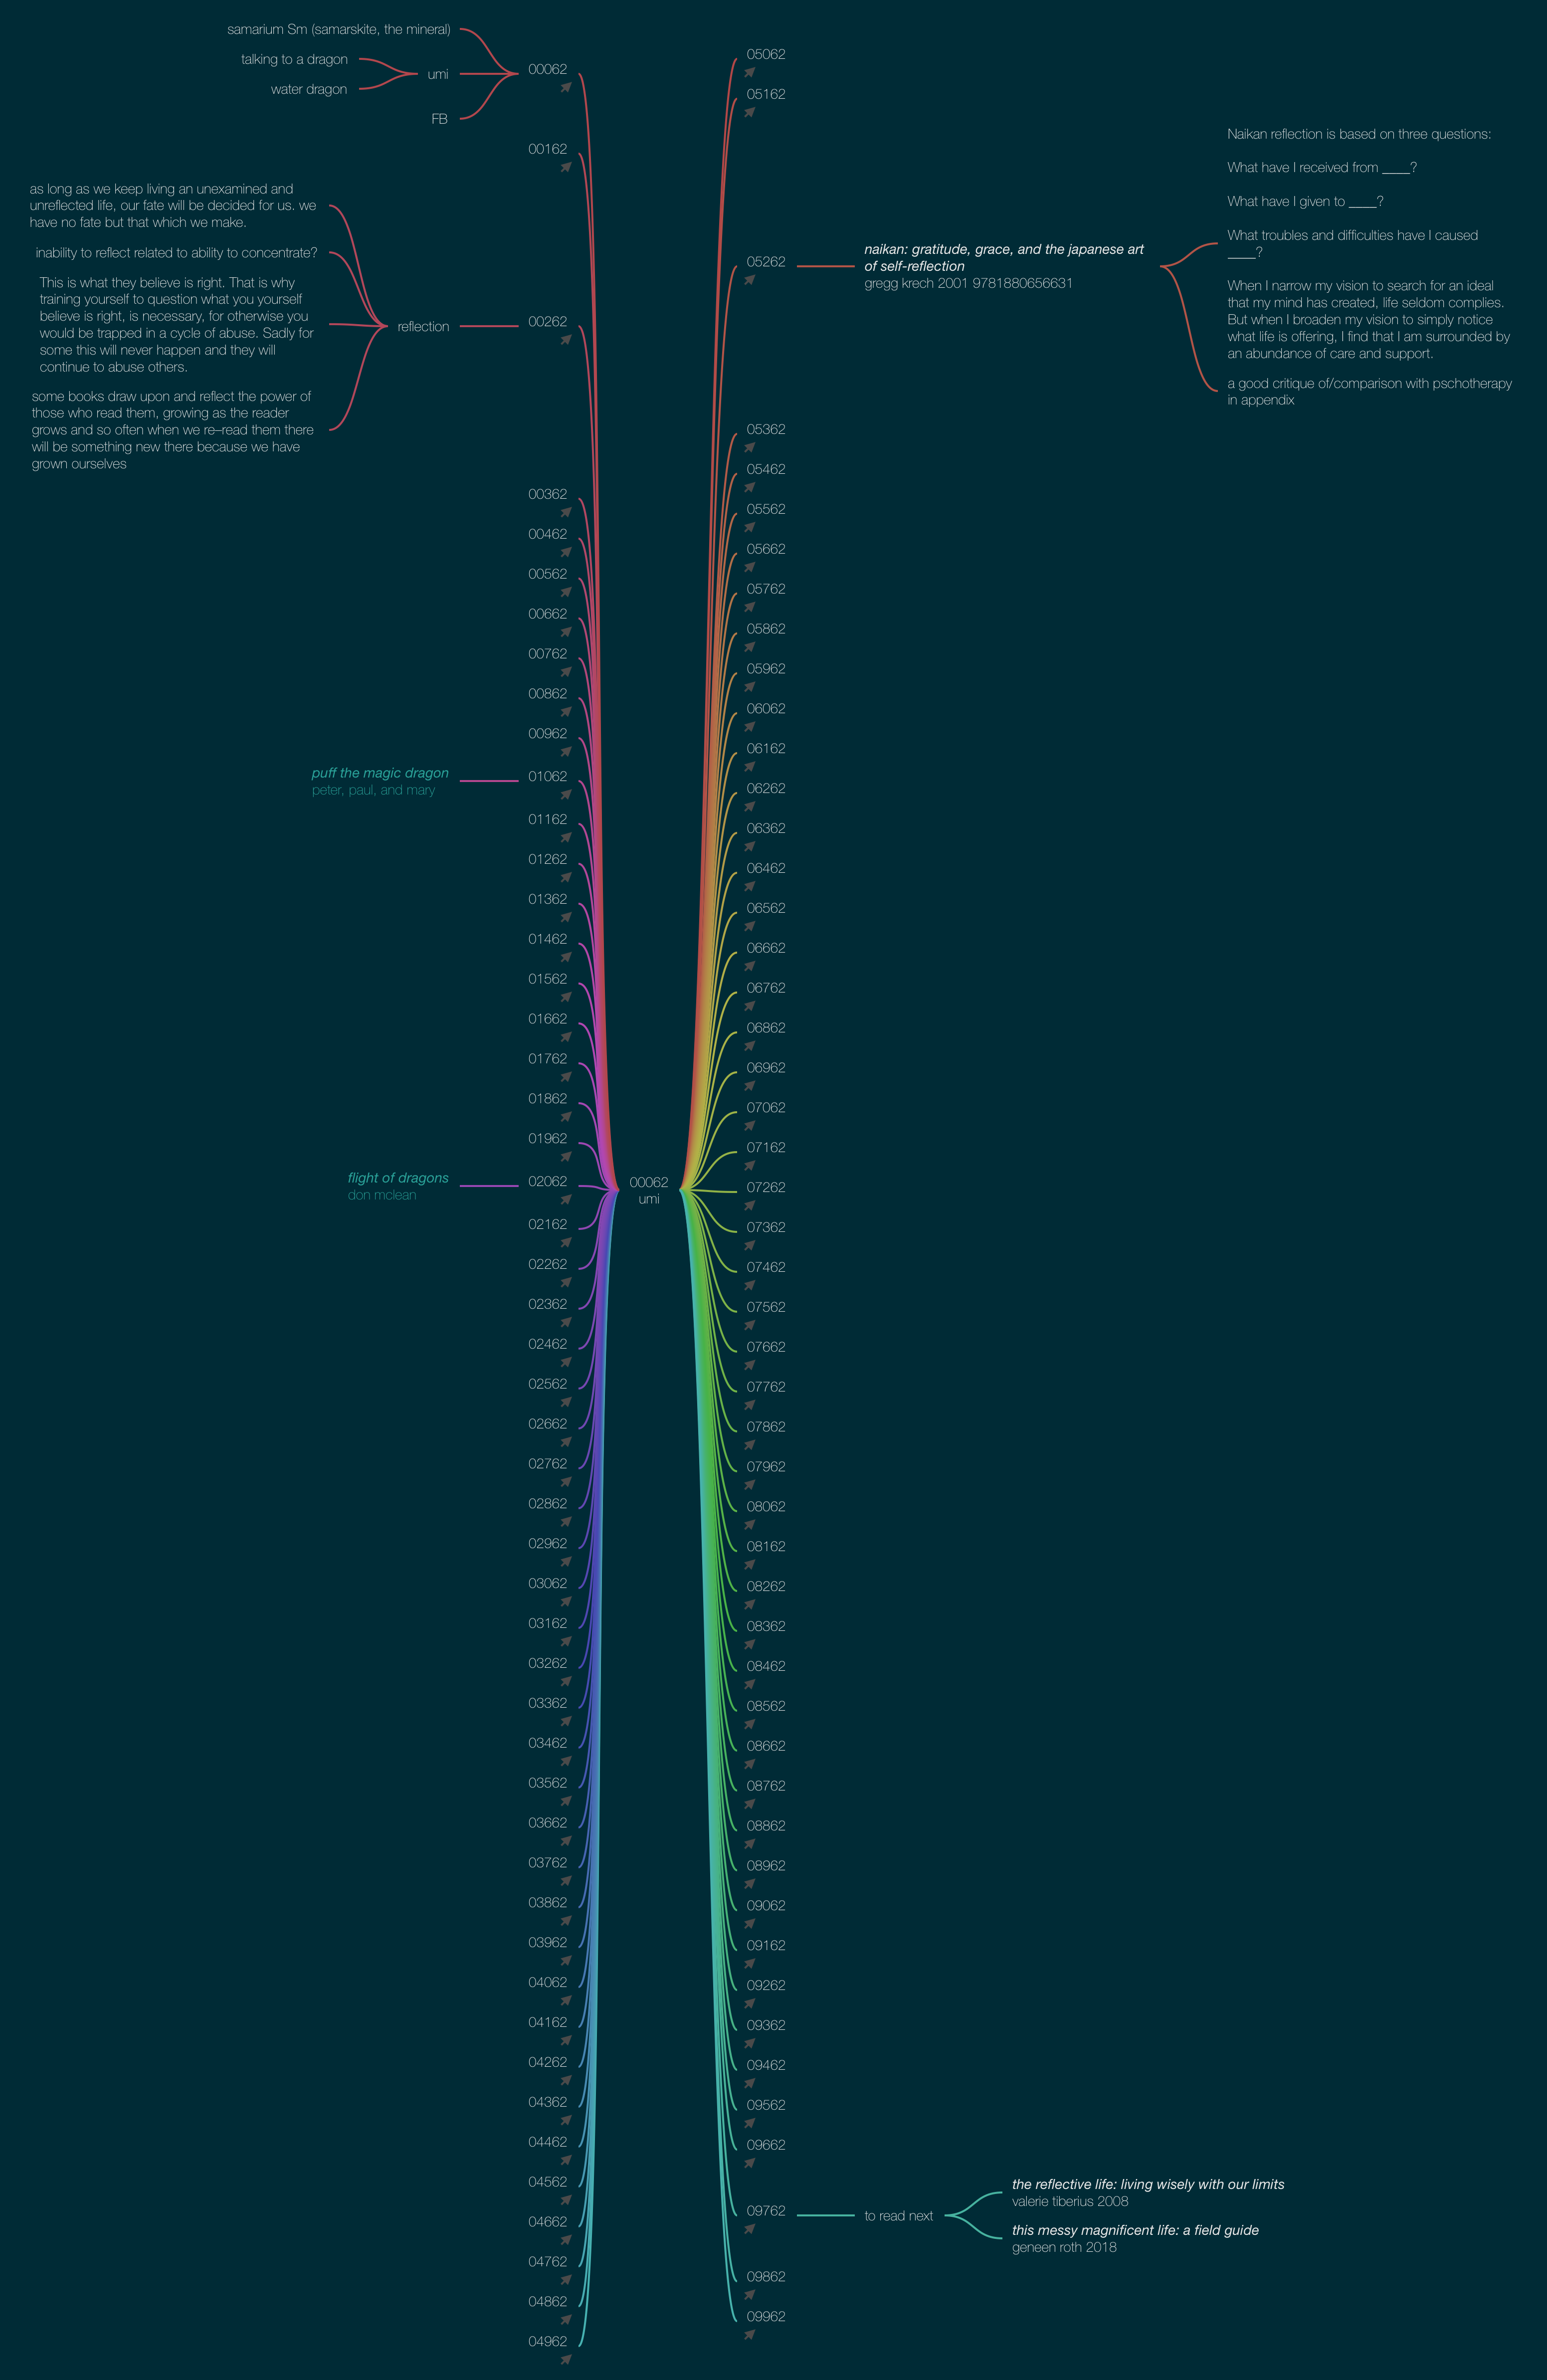 samarium Sm (samarskite, the mineral)
talking to a dragon
umi
water dragon
FB
00062
00162
as long as we keep living an unexamined and
unreflected life, our fate will be decided for us. we
have no fate but that which we make.
inability to reflect related to ability to concentrate?
This is what they believe is right. That is why
training yourself to question what you yourself
believe is right, is necessary, for otherwise you
would be trapped in a cycle of abuse. Sadly for
some this will never happen and they will
continue to abuse others.
some books draw upon and reflect the power of
those who read them, growing as the reader
grows and so often when we re–read them there
will be something new there because we have
grown ourselves
reflection
00262
00362
00462
00562
00662
00762
00862
00962
puff the magic dragon
peter, paul, and mary
01062
01162
01262
01362
01462
01562
01662
01762
01862
01962
flight of dragons
don mclean
02062
02162
02262
02362
02462
02562
02662
02762
02862
02962
03062
03162
03262
03362
03462
03562
03662
03762
03862
03962
04062
04162
04262
04362
04462
04562
04662
04762
04862
04962
00062
umi
05062
05162
05262
naikan: gratitude, grace, and the japanese art
of self-reflection
gregg krech 2001 9781880656631
Naikan reflection is based on three questions:
What have I received from ____?
What have I given to ____?
What troubles and difficulties have I caused
____?
When I narrow my vision to search for an ideal
that my mind has created, life seldom complies.
But when I broaden my vision to simply notice
what life is offering, I find that I am surrounded by
an abundance of care and support.
a good critique of/comparison with pschotherapy
in appendix
05362
05462
05562
05662
05762
05862
05962
06062
06162
06262
06362
06462
06562
06662
06762
06862
06962
07062
07162
07262
07362
07462
07562
07662
07762
07862
07962
08062
08162
08262
08362
08462
08562
08662
08762
08862
08962
09062
09162
09262
09362
09462
09562
09662
09762
to read next
the reflective life: living wisely with our limits
valerie tiberius 2008
this messy magnificent life: a field guide
geneen roth 2018
09862
09962